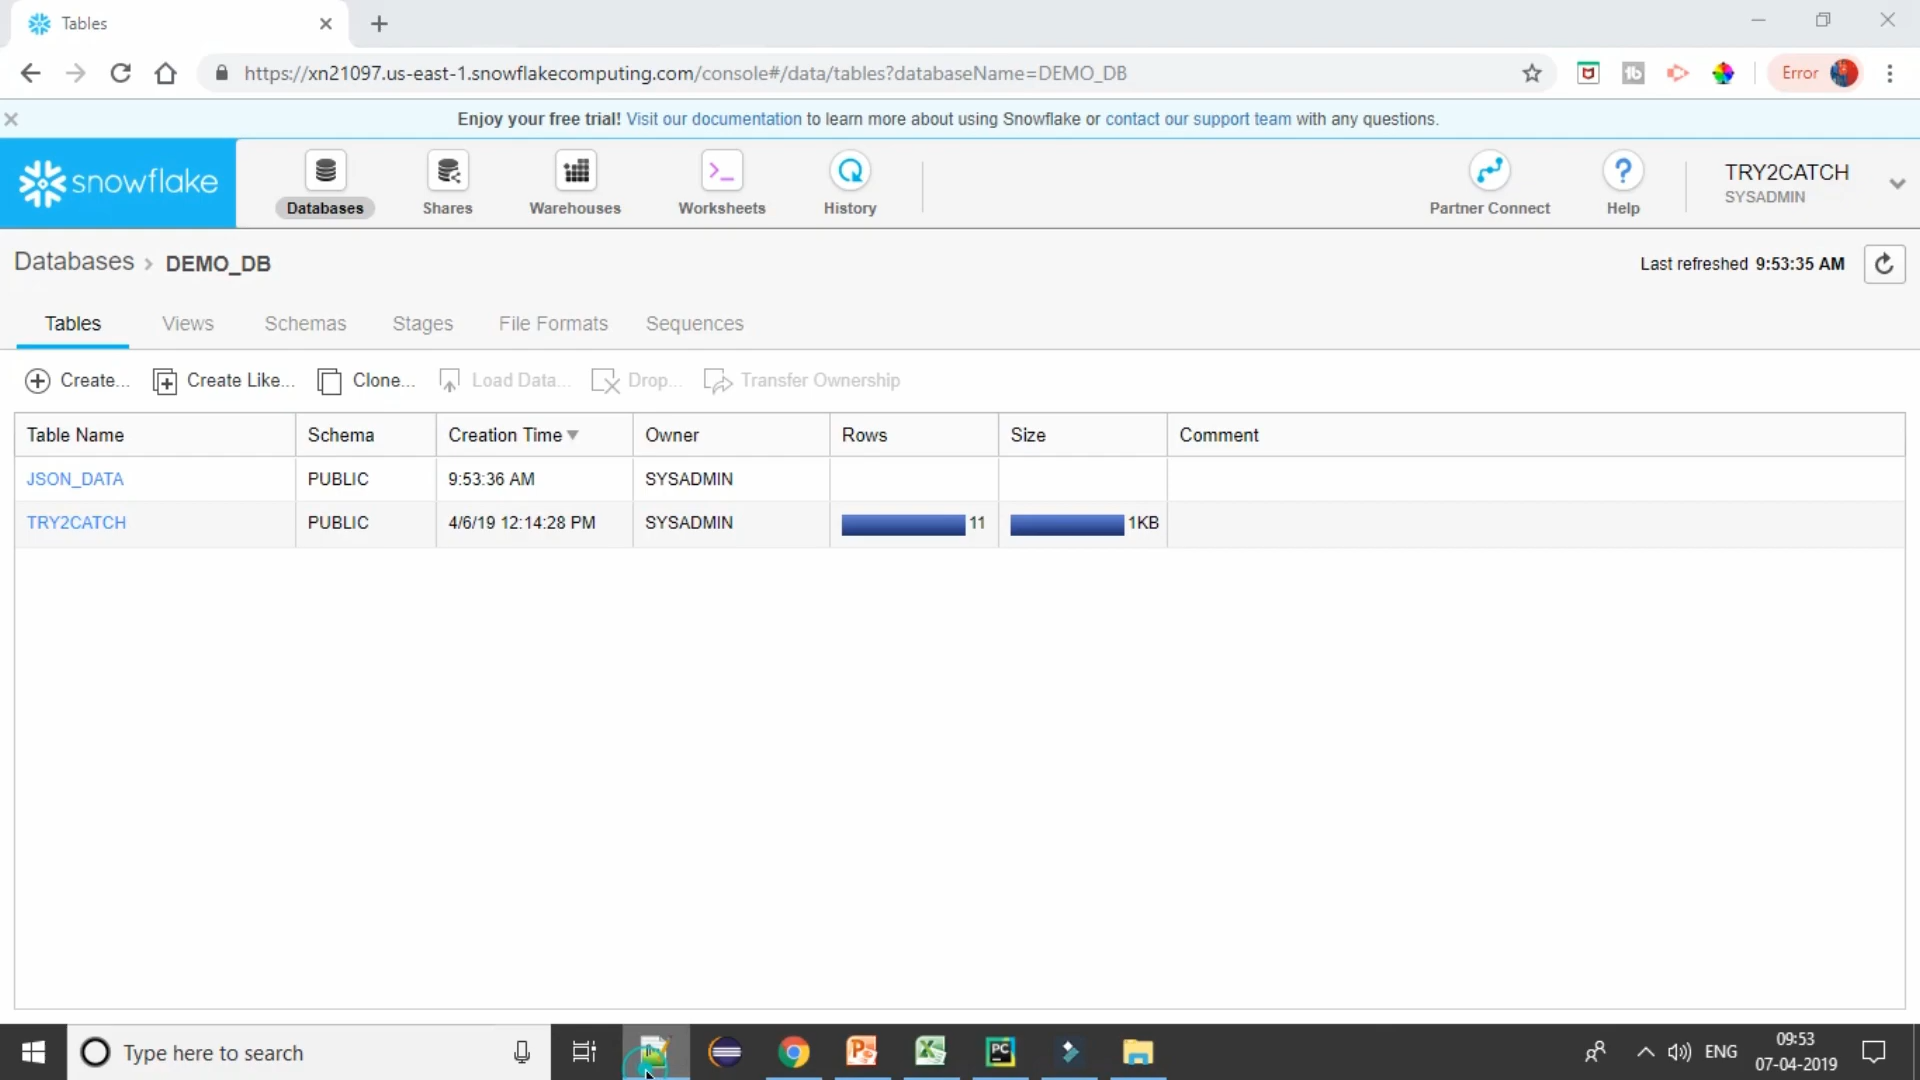 Tables
https://xn21097.us-east-1.snowflakecomputing.com/console#/data/tables?databaseName=DEMO_DB
Error
Enjoy your free trial! Visit our documentation to learn more about using Snowflake or contact our support team with any questions.
snowflake
Databases
Shares
Warehouses
Worksheets
History
Partner Connect
Help
TRY2CATCH
SYSADMIN
Databases > DEMO_DB
Last refreshed 9:53:35 AM
Tables Views Schemas Stages File Formats Sequences
Create... Create Like... Clone... Load Data... Drop... Transfer Ownership
Table Name Schema Creation Time Owner Rows Size Comment
JSON_DATA PUBLIC 9:53:36 AM SYSADMIN
TRY2CATCH PUBLIC 4/6/19 12:14:28 PM SYSADMIN 11 1KB
Type here to search
ENG
09:53
07-04-2019